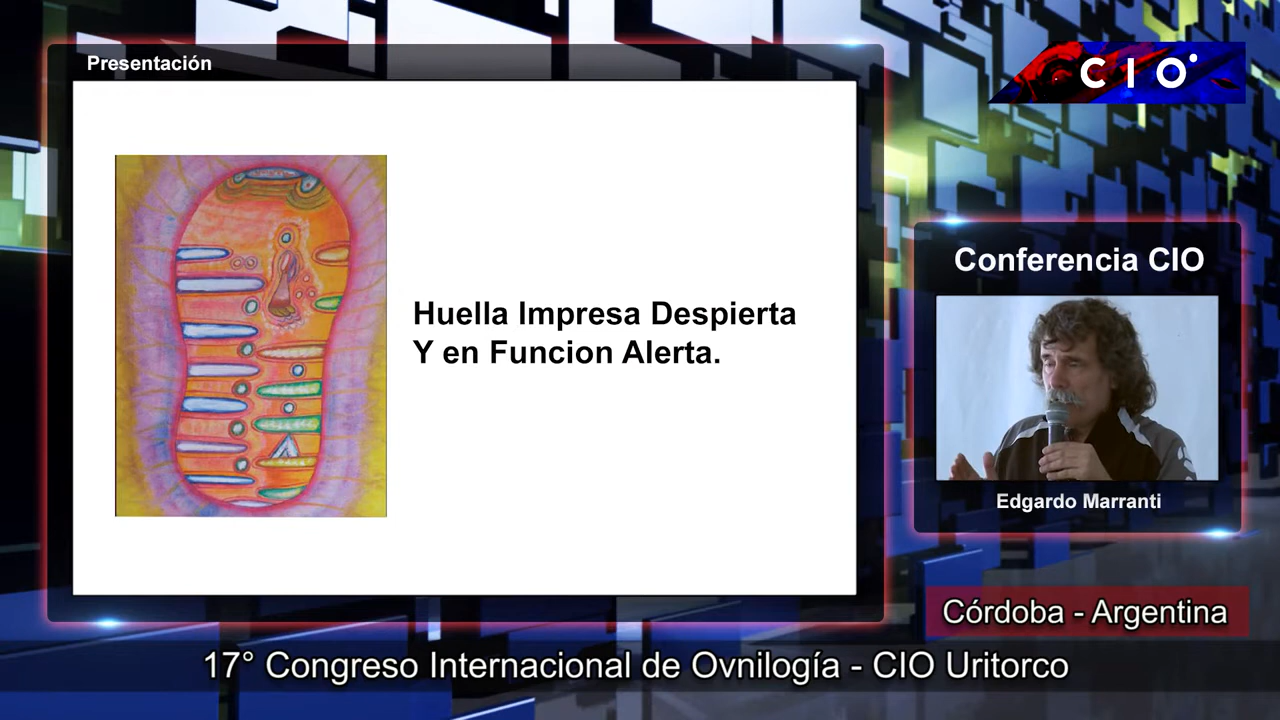 Presentación
CIO
Huella Impresa Despierta
Y en Funcion Alerta.
Conferencia CIO
Edgardo Marranti
Córdoba - Argentina
17° Congreso Internacional de Ovnilogía - CIO Uritorco